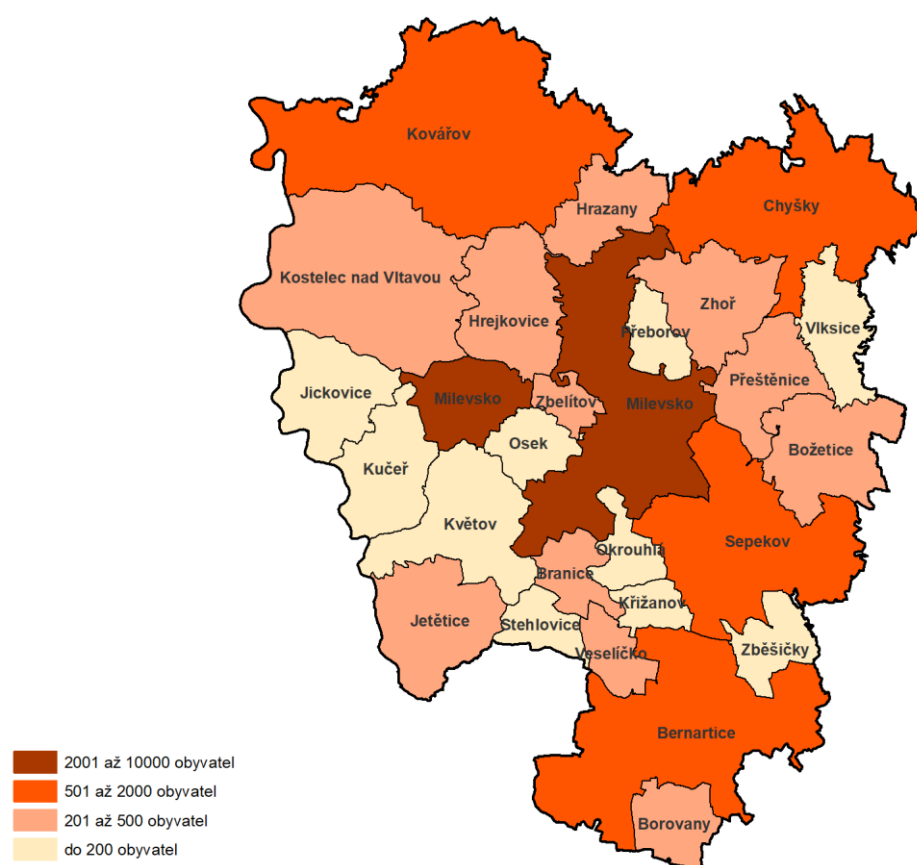 Kovářov
Chyšky
Hrazany
Kostelec nad Vltavou
Zhoř
Hrejkovice
Přeborov
Vlksice
Přeštěnice
Jickovice
Milevsko
Zbelítov
Milevsko
Osek
Božetice
Kučeř
Květov
Sepekov
Okrouhlá
Branice
Křižanov
Jetětice
Stehlovice
Zběšičky
Veselíčko
Bernartice
Borovany
2001 až 10000 obyvatel
501 až 2000 obyvatel
201 až 500 obyvatel
do 200 obyvatel